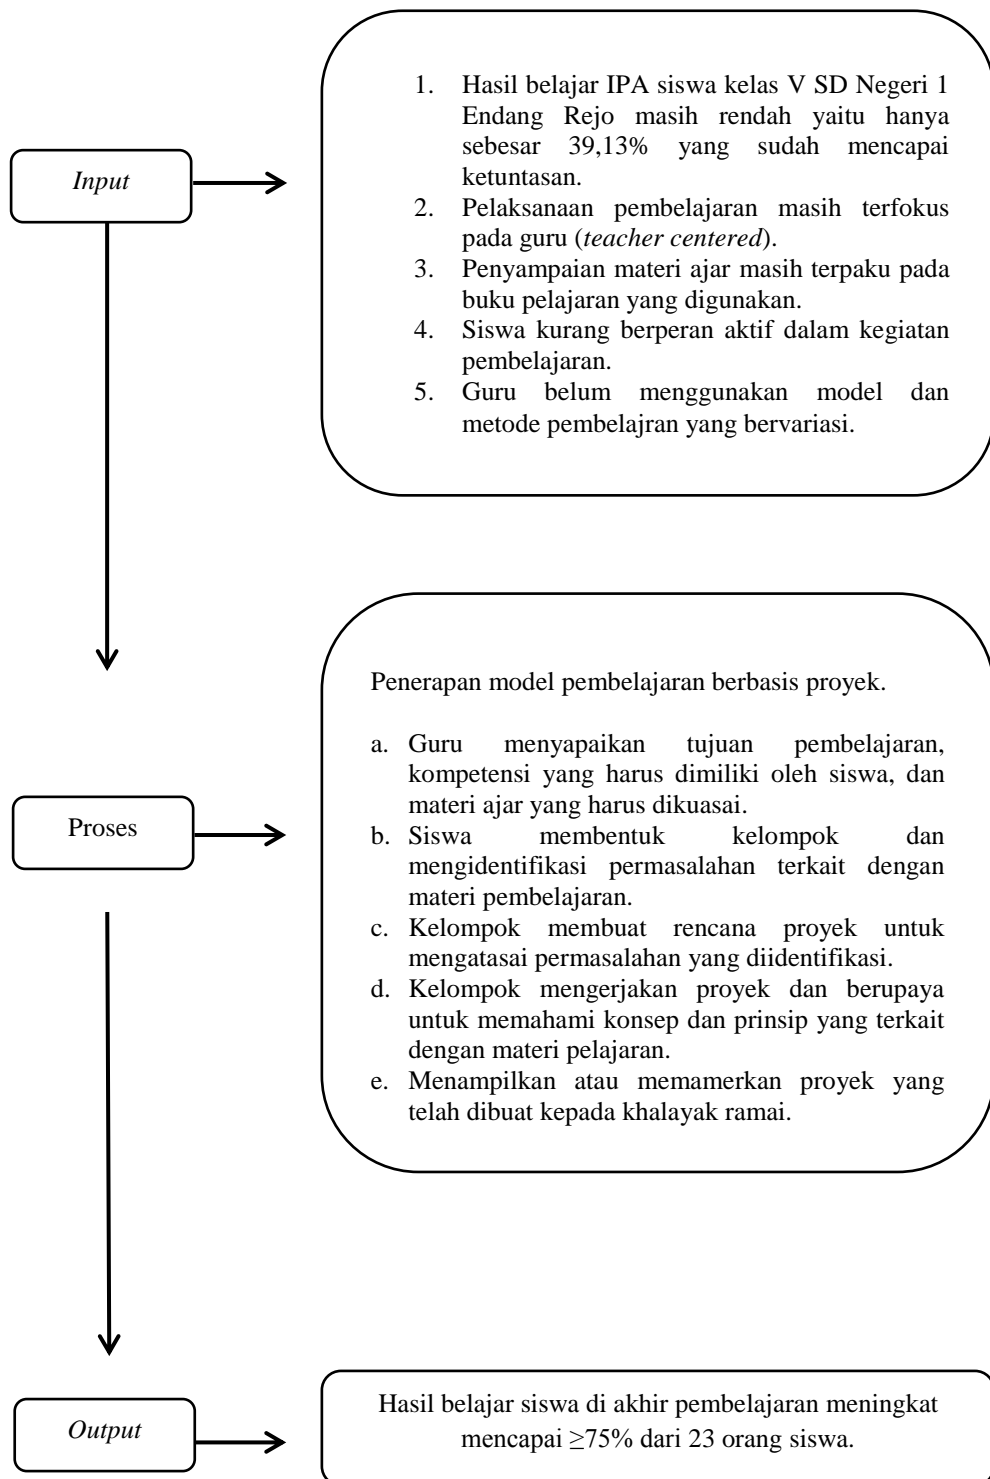 Input
1. Hasil belajar IPA siswa kelas V SD Negeri 1
Endang Rejo masih rendah yaitu hanya
sebesar 39,13% yang sudah mencapai
ketuntasan.
2. Pelaksanaan pembelajaran masih terfokus
pada guru (teacher centered).
3. Penyampaian materi ajar masih terpaku pada
buku pelajaran yang digunakan.
4. Siswa kurang berperan aktif dalam kegiatan
pembelajaran.
5. Guru belum menggunakan model dan
metode pembelajran yang bervariasi.
Proses
Penerapan model pembelajaran berbasis proyek.
a. Guru menyapaikan tujuan pembelajaran,
kompetensi yang harus dimiliki oleh siswa, dan
materi ajar yang harus dikuasai.
b. Siswa membentuk kelompok dan
mengidentifikasi permasalahan terkait dengan
materi pembelajaran.
c. Kelompok membuat rencana proyek untuk
mengatasai permasalahan yang diidentifikasi.
d. Kelompok mengerjakan proyek dan berupaya
untuk memahami konsep dan prinsip yang terkait
dengan materi pelajaran.
e. Menampilkan atau memamerkan proyek yang
telah dibuat kepada khalayak ramai.
Output
Hasil belajar siswa di akhir pembelajaran meningkat
mencapai ≥75% dari 23 orang siswa.